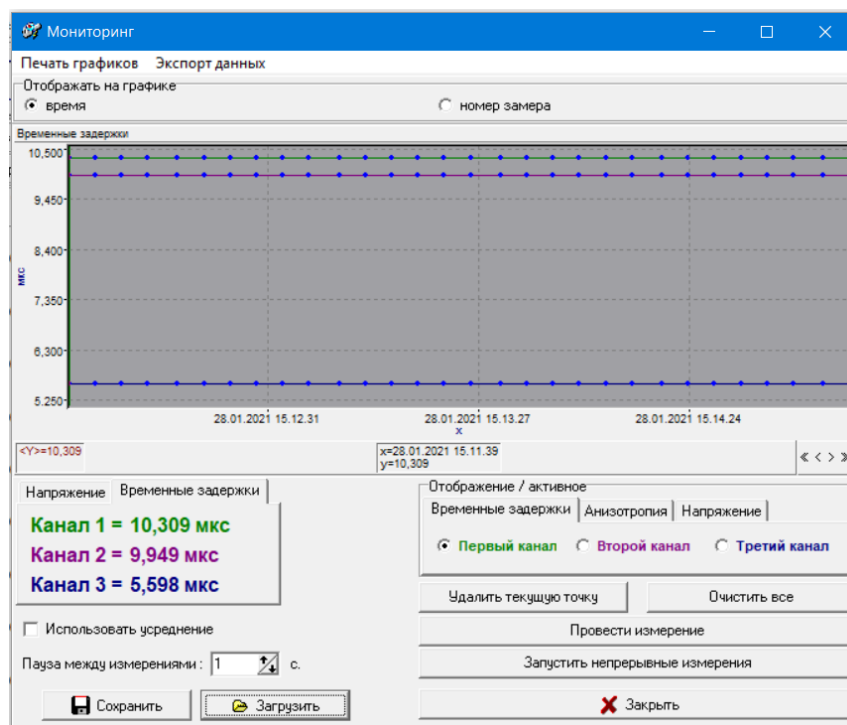 Мониторинг
Печать графиков Экспорт данных
Отображать на графике
время номер замера
Временные задержки
10,500
9,450
8,400
7,350
6,300
5,250
мкс
28.01.2021 15.12.31 28.01.2021 15.13.27 28.01.2021 15.14.24
x
<Y>=10,309
x=28.01.2021 15.11.39
y=10,309
Напряжение Временные задержки
Канал 1 = 10,309 мкс
Канал 2 = 9,949 мкс
Канал 3 = 5,598 мкс
Использовать усреднение
Пауза между измерениями : 1 с.
Сохранить Загрузить
Отображение / активное
Временные задержки Анизотропия Напряжение
Первый канал Второй канал Третий канал
Удалить текущую точку Очистить все
Провести измерение
Запустить непрерывные измерения
Закрыть